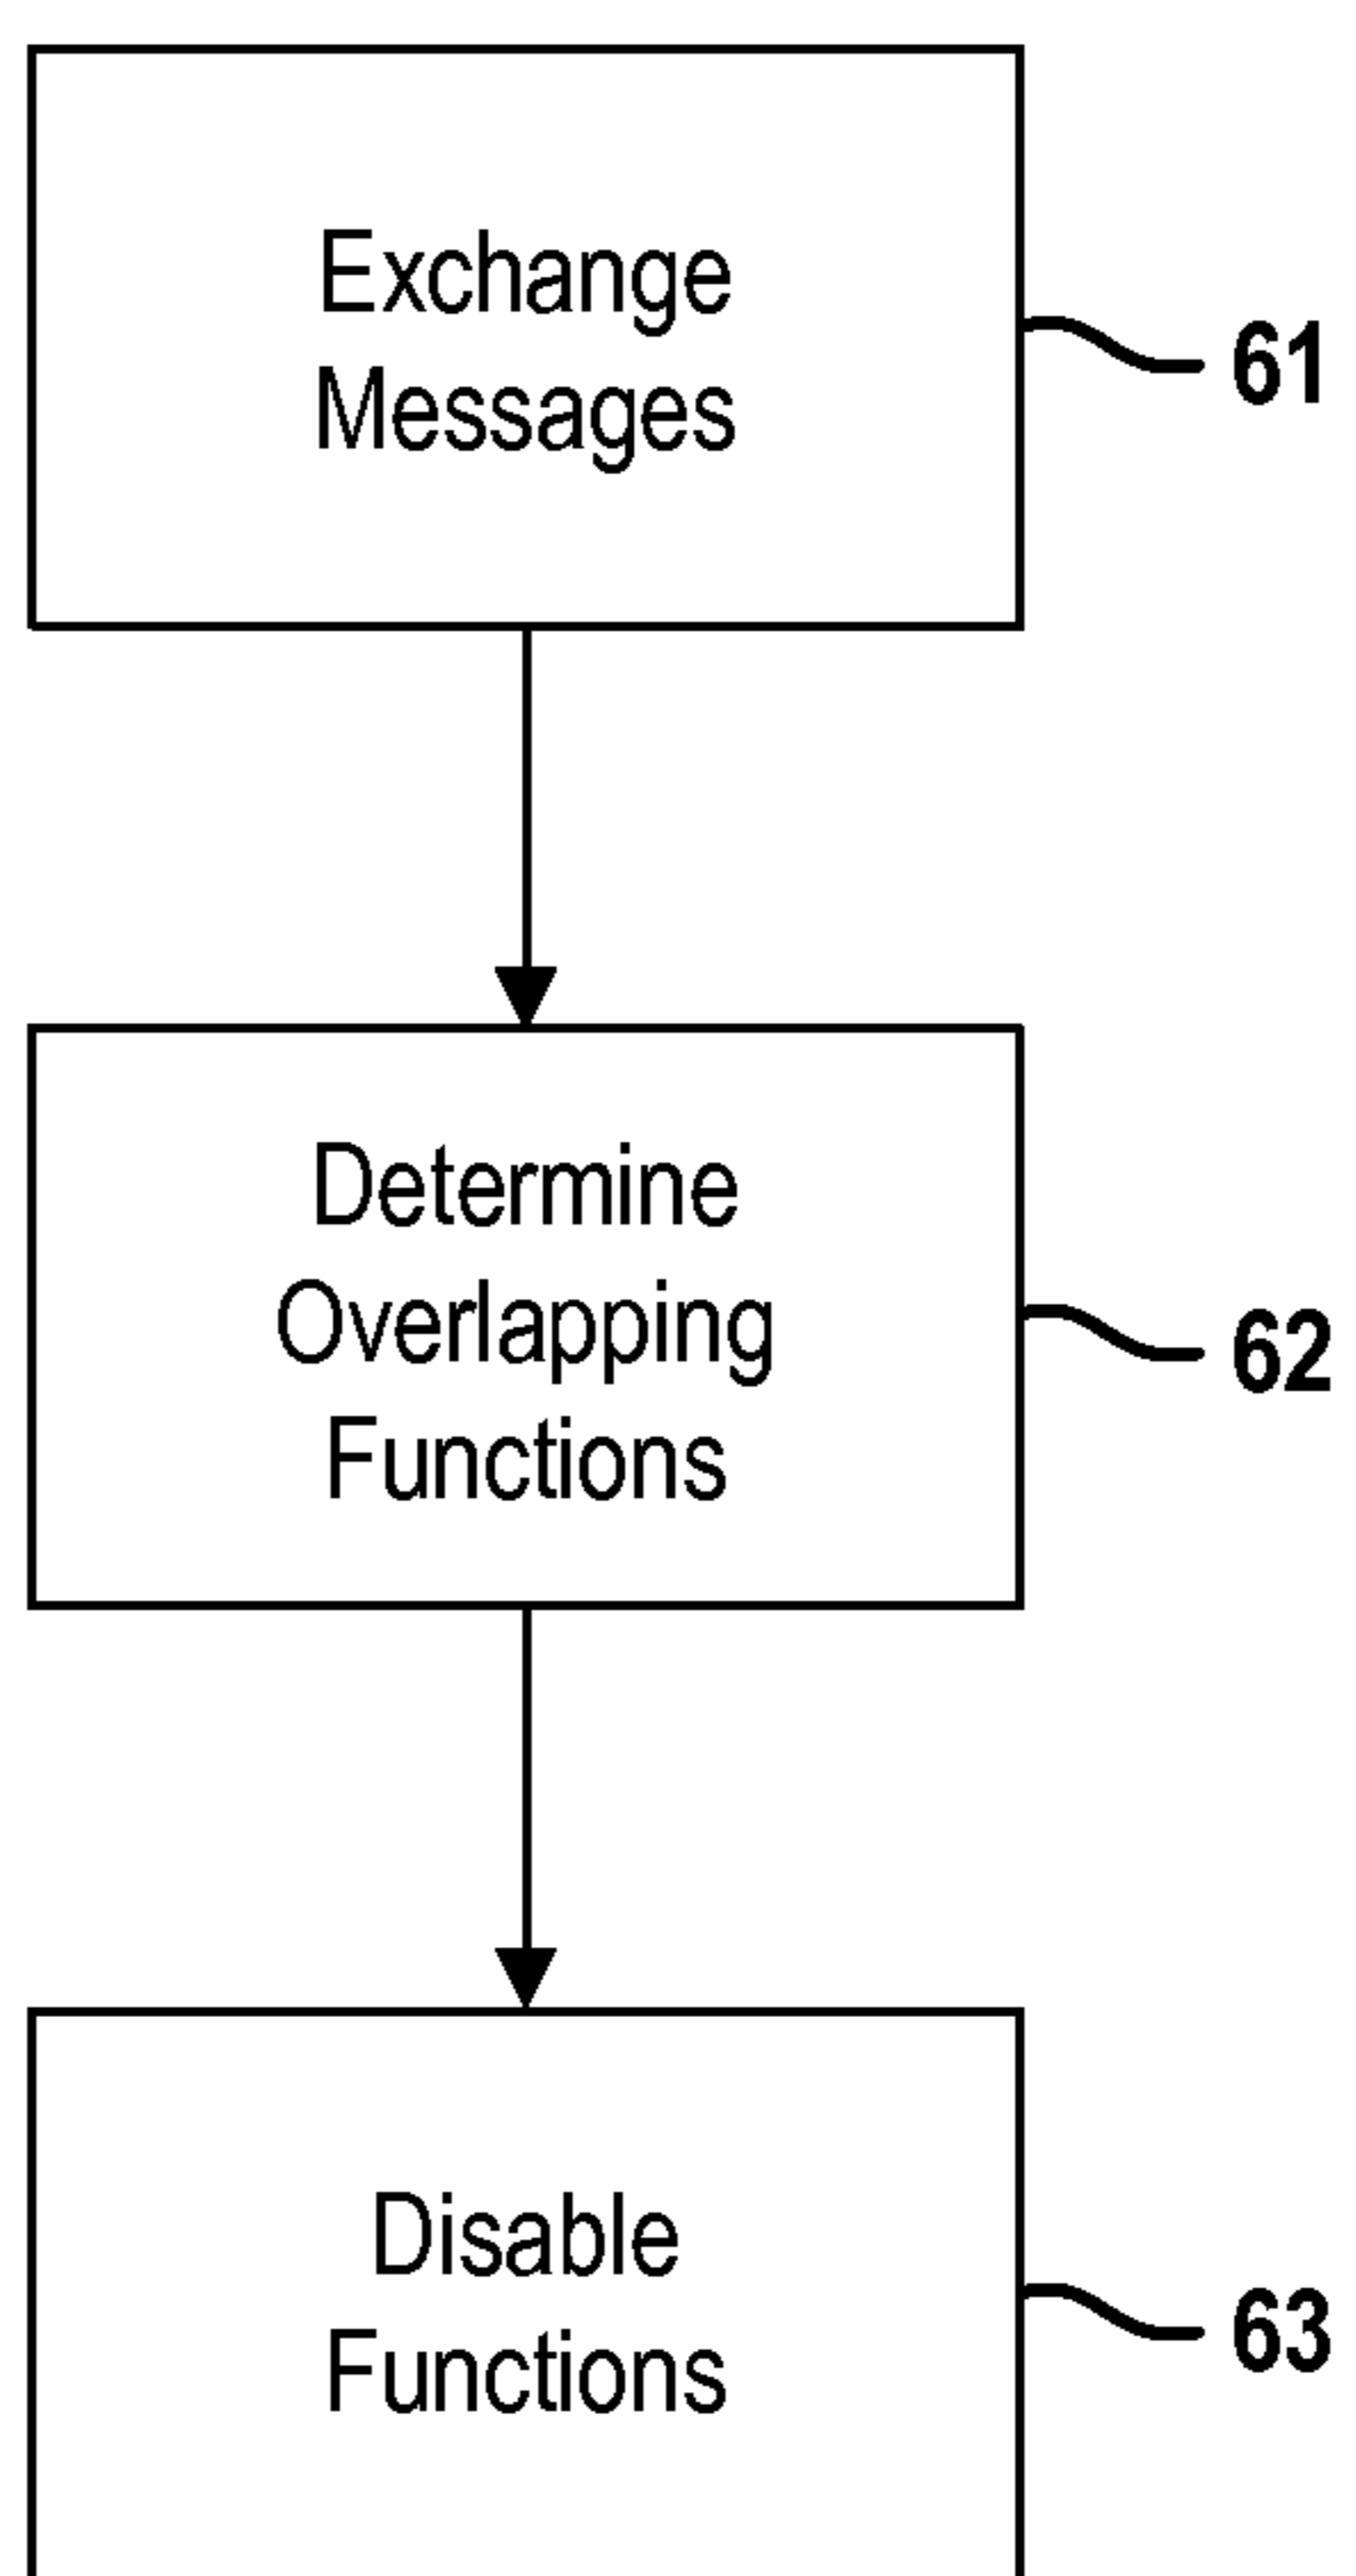 Exchange
Messages
61
Determine
Overlapping
Functions
62
Disable
Functions
63